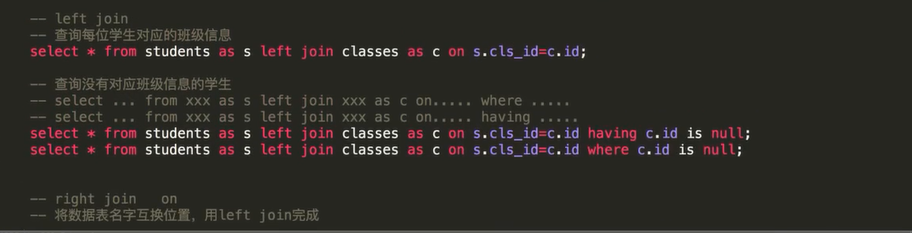 -- left join
-- 查询每位学生对应的班级信息
select * from students as s left join classes as c on s.cls_id=c.id;
-- 查询没有对应班级信息的学生
-- select ... from xxx as s left join xxx as c on..... where .....
-- select ... from xxx as s left join xxx as c on..... having .....
select * from students as s left join classes as c on s.cls_id=c.id having c.id is null;
select * from students as s left join classes as c on s.cls_id=c.id where c.id is null;
-- right join   on
-- 将数据表名字互换位置，用left join完成